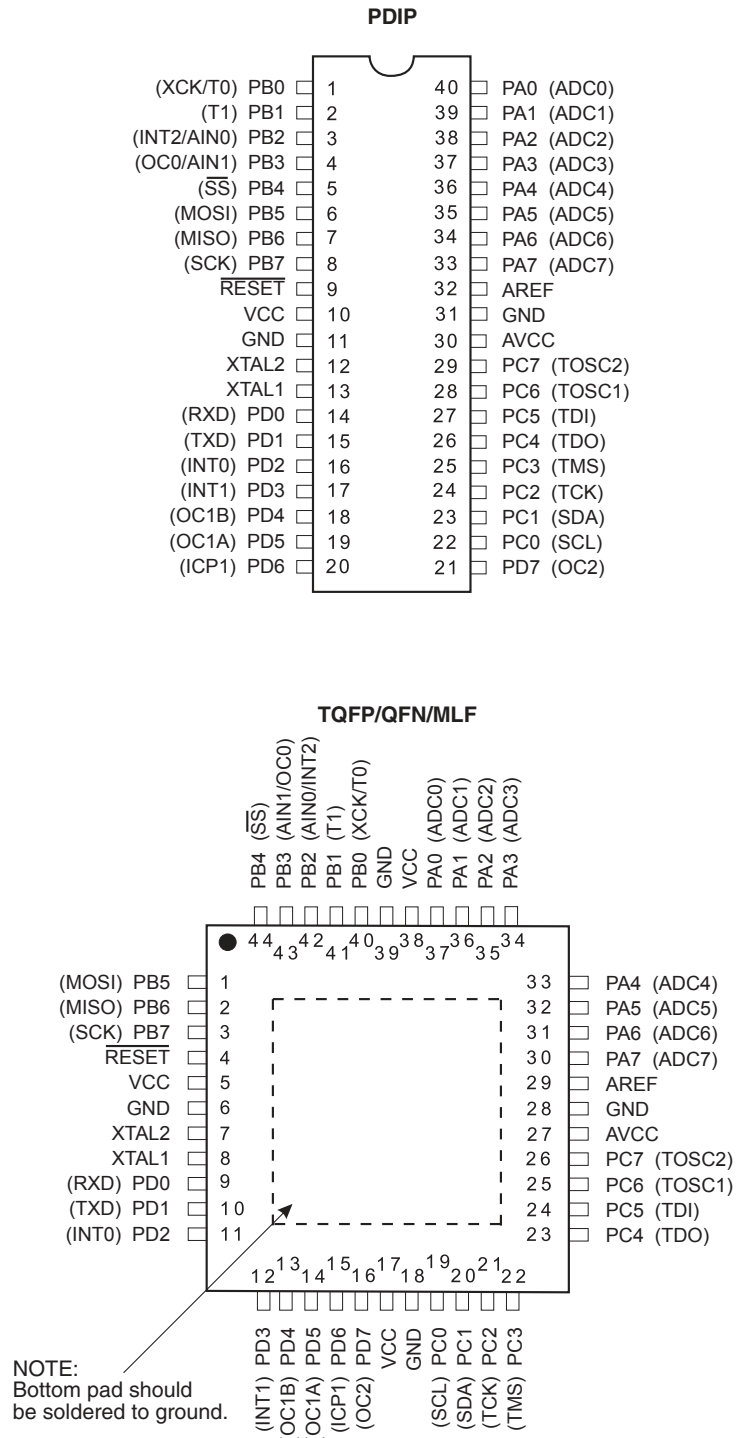 PDIP
(XCK/T0) PB0 1 40 PA0 (ADC0)
(T1) PB1 2 39 PA1 (ADC1)
(INT2/AIN0) PB2 3 38 PA2 (ADC2)
(OC0/AIN1) PB3 4 37 PA3 (ADC3)
(SS) PB4 5 36 PA4 (ADC4)
(MOSI) PB5 6 35 PA5 (ADC5)
(MISO) PB6 7 34 PA6 (ADC6)
(SCK) PB7 8 33 PA7 (ADC7)
RESET 9 32 AREF
VCC 10 31 GND
GND 11 30 AVCC
XTAL2 12 29 PC7 (TOSC2)
XTAL1 13 28 PC6 (TOSC1)
(RXD) PD0 14 27 PC5 (TDI)
(TXD) PD1 15 26 PC4 (TDO)
(INT0) PD2 16 25 PC3 (TMS)
(INT1) PD3 17 24 PC2 (TCK)
(OC1B) PD4 18 23 PC1 (SDA)
(OC1A) PD5 19 22 PC0 (SCL)
(ICP1) PD6 20 21 PD7 (OC2)
TQFP/QFN/MLF
PB4 (SS)
PB3 (AIN1/OC0)
PB2 (AIN0/INT2)
PB1 (T1)
PB0 (XCK/T0)
GND
VCC
PA0 (ADC0)
PA1 (ADC1)
PA2 (ADC2)
PA3 (ADC3)
44 43 42 41 40 39 38 37 36 35 34
(MOSI) PB5 1 33 PA4 (ADC4)
(MISO) PB6 2 32 PA5 (ADC5)
(SCK) PB7 3 31 PA6 (ADC6)
RESET 4 30 PA7 (ADC7)
VCC 5 29 AREF
GND 6 28 GND
XTAL2 7 27 AVCC
XTAL1 8 26 PC7 (TOSC2)
(RXD) PD0 9 25 PC6 (TOSC1)
(TXD) PD1 10 24 PC5 (TDI)
(INT0) PD2 11 23 PC4 (TDO)
12 13 14 15 16 17 18 19 20 21 22
(INT1) PD3
OC1B) PD4
OC1A) PD5
(ICP1) PD6
(OC2) PD7
VCC
GND
(SCL) PC0
(SDA) PC1
(TCK) PC2
(TMS) PC3
NOTE:
Bottom pad should
be soldered to ground.